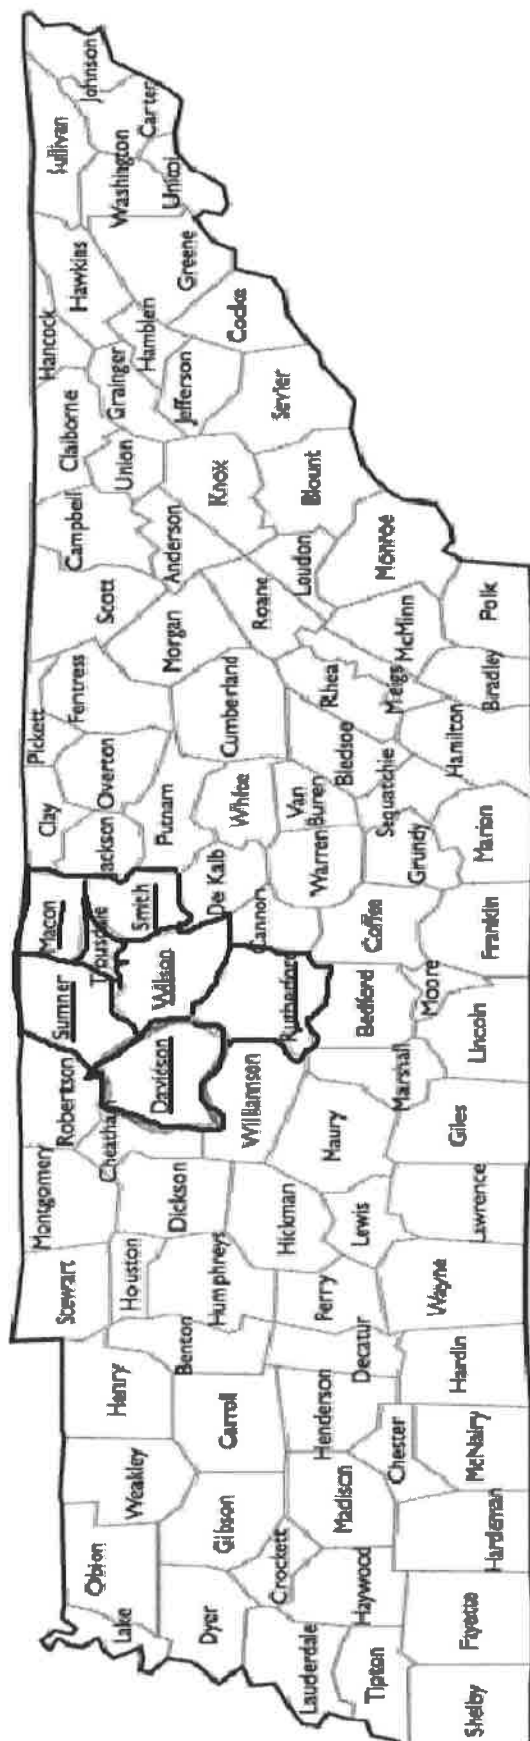 Lake
Obion
Weakley
Henry
Stewart
Montgomery
Robertson
Sumner
Macon
Clay
Pickett
Fentress
Scott
Campbell
Claiborne
Hancock
Hawkins
Sullivan
Johnson
Carter
Washington
Unicoi
Greene
Hamblen
Grainger
Union
Jefferson
Cocke
Sevier
Knox
Anderson
Morgan
Overton
Jackson
Smith
Trousdale
Wilson
Davidson
Cheatham
Dickson
Houston
Humphreys
Benton
Carroll
Gibson
Dyer
Lauderdale
Crockett
Haywood
Madison
Henderson
Decatur
Perry
Hickman
Lewis
Williamson
Rutherford
Cannon
De Kalb
Putnam
White
Cumberland
Van
Buren
Warren
Bledsoe
Rhea
Roane
Loudon
Blount
Monroe
McMinn
Meigs
Sequatchie
Grundy
Coffee
Bedford
Moore
Marshall
Naury
Tipton
Shelby
Fayette
Hardeman
McNairy
Chester
Hardin
Wayne
Lawrence
Giles
Lincoln
Franklin
Marion
Hamilton
Bradley
Polk